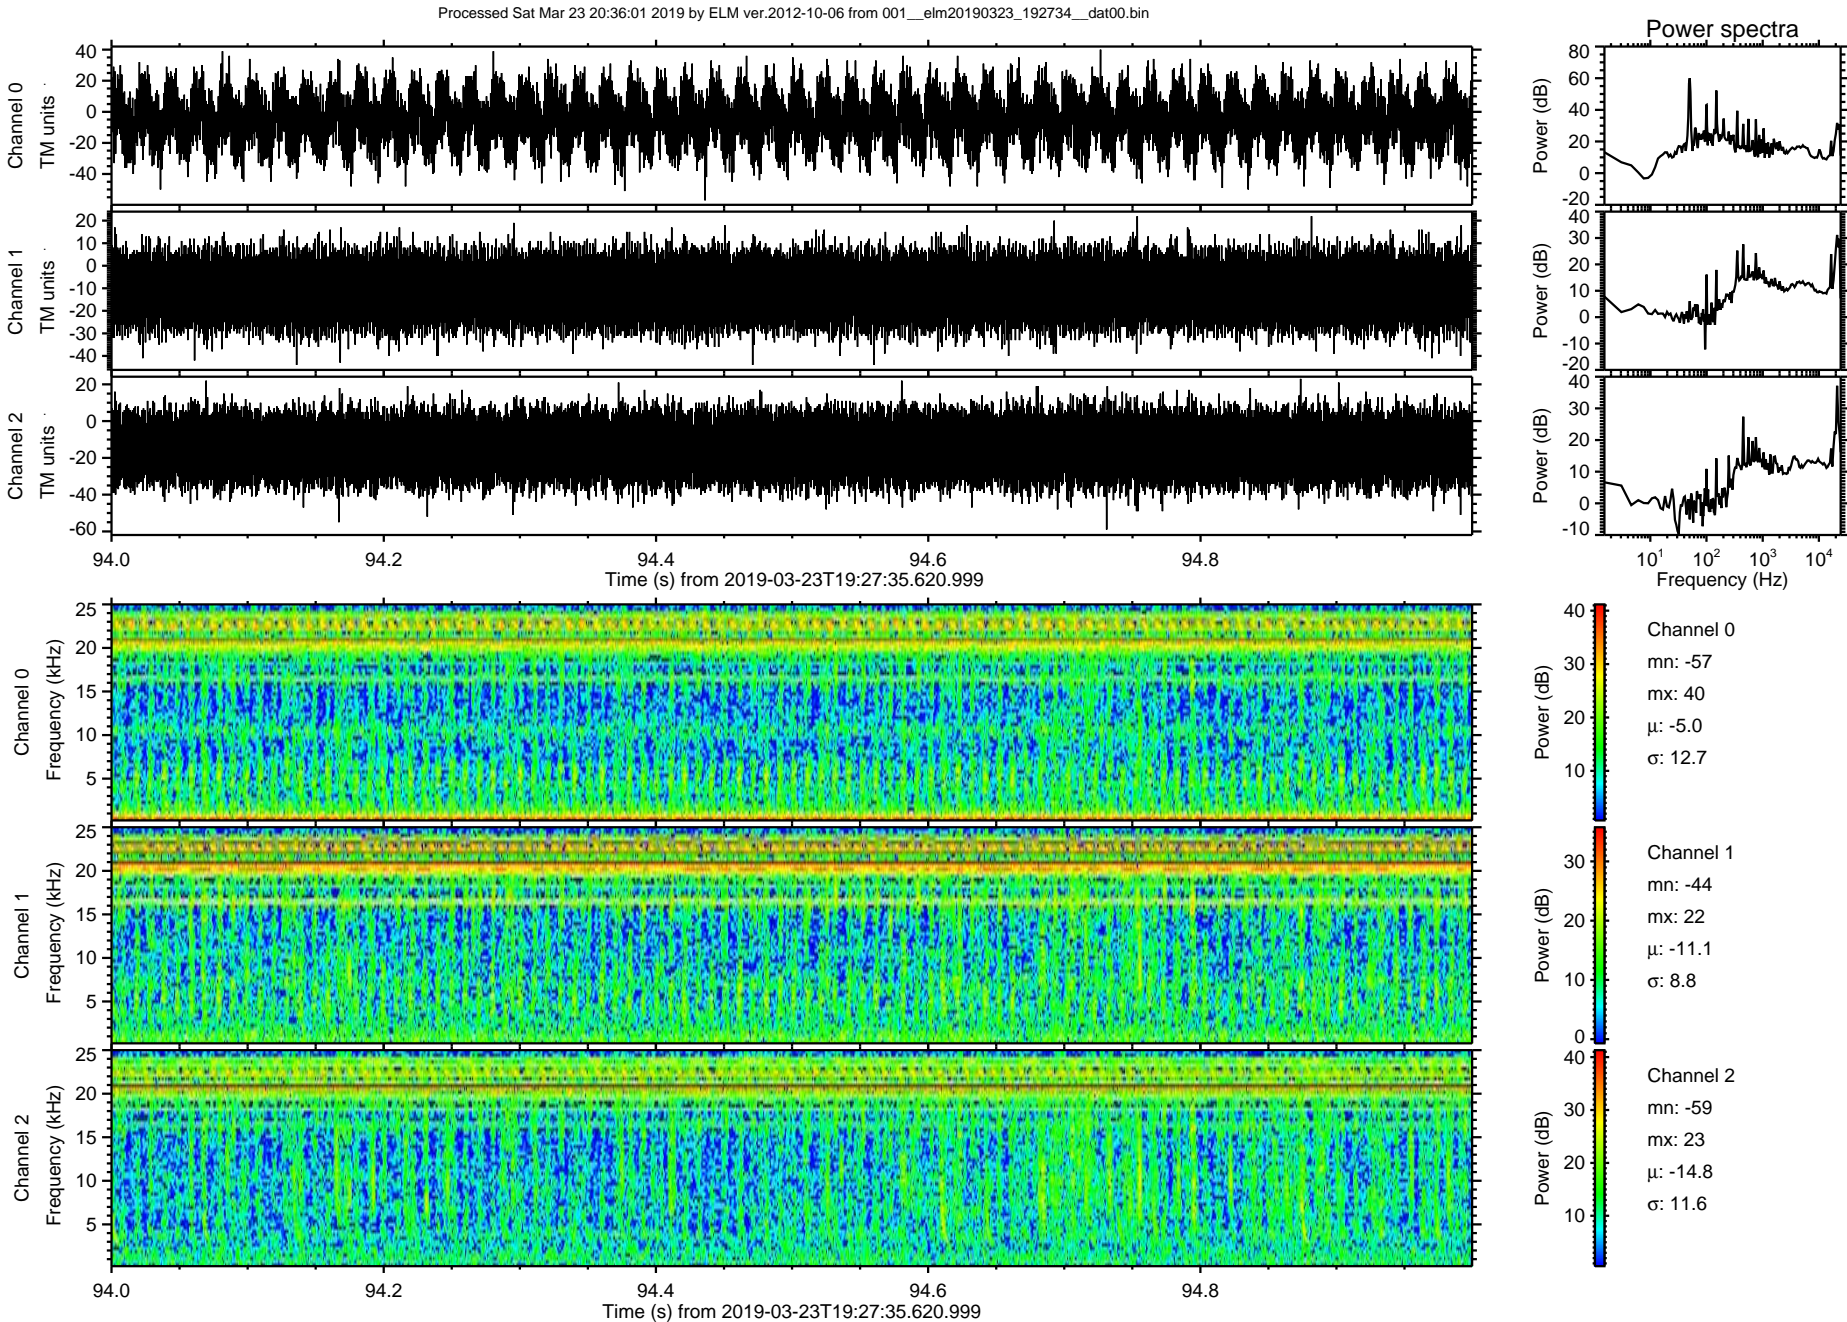 Processed Sat Mar 23 20:36:01 2019 by ELM ver.2012-10-06 from 001__elm20190323_192734__dat00.bin
Power spectra
Channel 0
TM units
40
20
0
-20
-40
Power (dB)
80
60
40
20
0
-20
Channel 1
TM units
20
10
0
-10
-20
-30
-40
Power (dB)
40
30
20
10
0
-10
-20
Channel 2
TM units
20
0
-20
-40
-60
Power (dB)
40
30
20
10
0
-10
94.0 94.2 94.4 94.6 94.8
Time (s) from 2019-03-23T19:27:35.620.999
10^1 10^2 10^3 10^4
Frequency (Hz)
Channel 0
Frequency (kHz)
25
20
15
10
5
Power (dB)
40
30
20
10
Channel 0
mn: -57
mx: 40
μ: -5.0
σ: 12.7
Channel 1
Frequency (kHz)
25
20
15
10
5
Power (dB)
30
20
10
0
Channel 1
mn: -44
mx: 22
μ: -11.1
σ: 8.8
Channel 2
Frequency (kHz)
25
20
15
10
5
Power (dB)
40
30
20
10
Channel 2
mn: -59
mx: 23
μ: -14.8
σ: 11.6
94.0 94.2 94.4 94.6 94.8
Time (s) from 2019-03-23T19:27:35.620.999